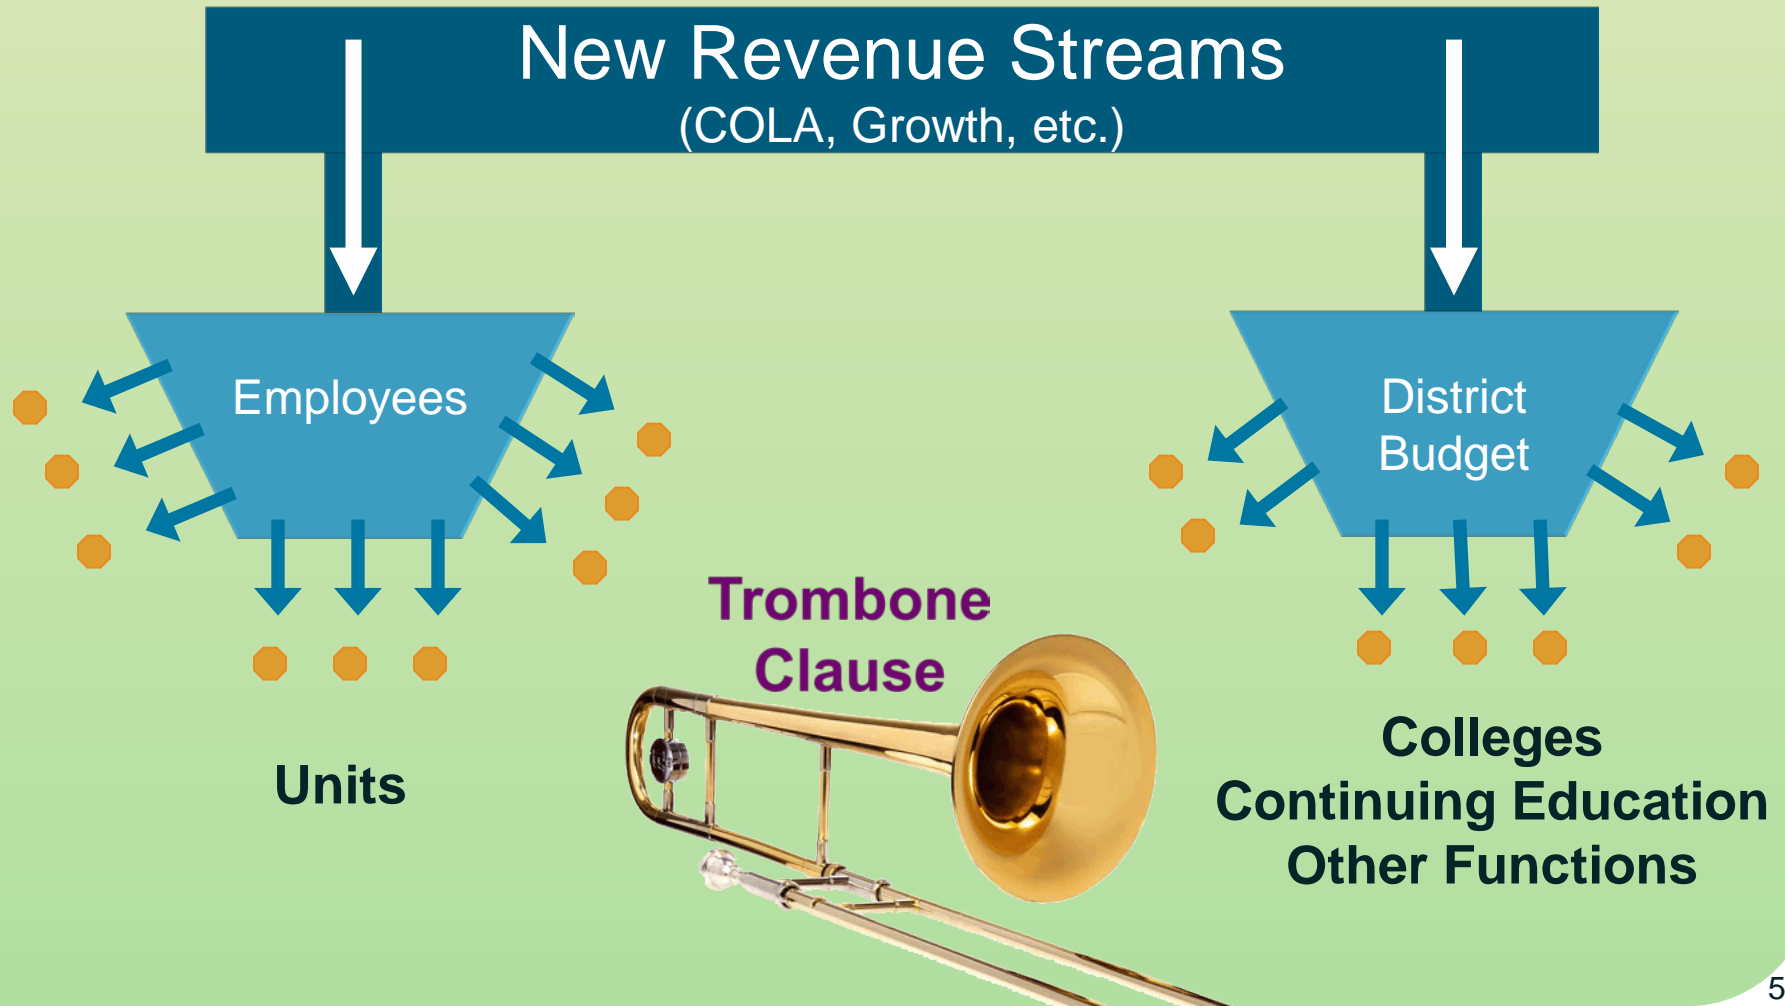 New Revenue Streams
(COLA, Growth, etc.)
Employees
District
Budget
Trombone
Clause
Units
Colleges
Continuing Education
Other Functions
5